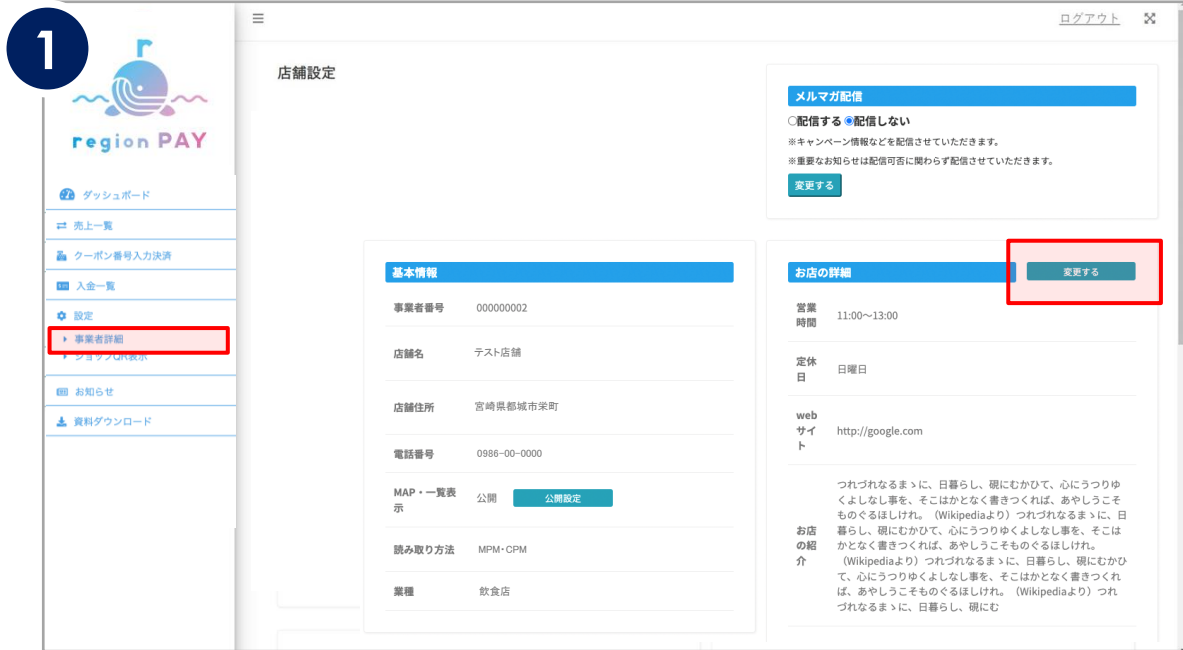 1
ログアウト
region PAY
ダッシュボード
売上一覧
クーポン番号入力決済
入金一覧
設定
事業者詳細
ショップQR表示
お知らせ
資料ダウンロード
店舗設定
メルマガ配信
配信する 配信しない
※キャンペーン情報などを配信させていただきます。
※重要なお知らせは配信可否に関わらず配信させていただきます。
変更する
基本情報
事業者番号 000000002
店舗名 テスト店舗
店舗住所 宮崎県都城市栄町
電話番号 0986-00-0000
MAP・一覧表
示
公開 公開設定
読み取り方法 MPM・CPM
業種 飲食店
お店の詳細 変更する
営業
時間
11:00〜13:00
定休
日
日曜日
web
サイ
ト
http://google.com
お店
の紹
介
つれづれなるまゝに、日暮らし、硯にむかひて、心にうつりゆ
くよしなし事を、そこはかとなく書きつくれば、あやしうこそ
ものぐるほしけれ。（Wikipediaより）つれづれなるまゝに、日
暮らし、硯にむかひて、心にうつりゆくよしなし事を、そこは
かとなく書きつくれば、あやしうこそものぐるほしけれ。
（Wikipediaより）つれづれなるまゝに、日暮らし、硯にむかひ
て、心にうつりゆくよしなし事を、そこはかとなく書きつくれ
ば、あやしうこそものぐるほしけれ。（Wikipediaより）つれ
づれなるまゝに、日暮らし、硯にむ